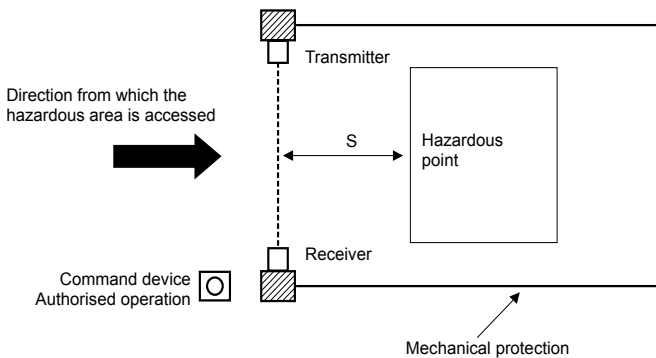 Transmitter
Direction from which the
hazardous area is accessed
S
Hazardous
point
Receiver
Command device
Authorised operation
Mechanical protection